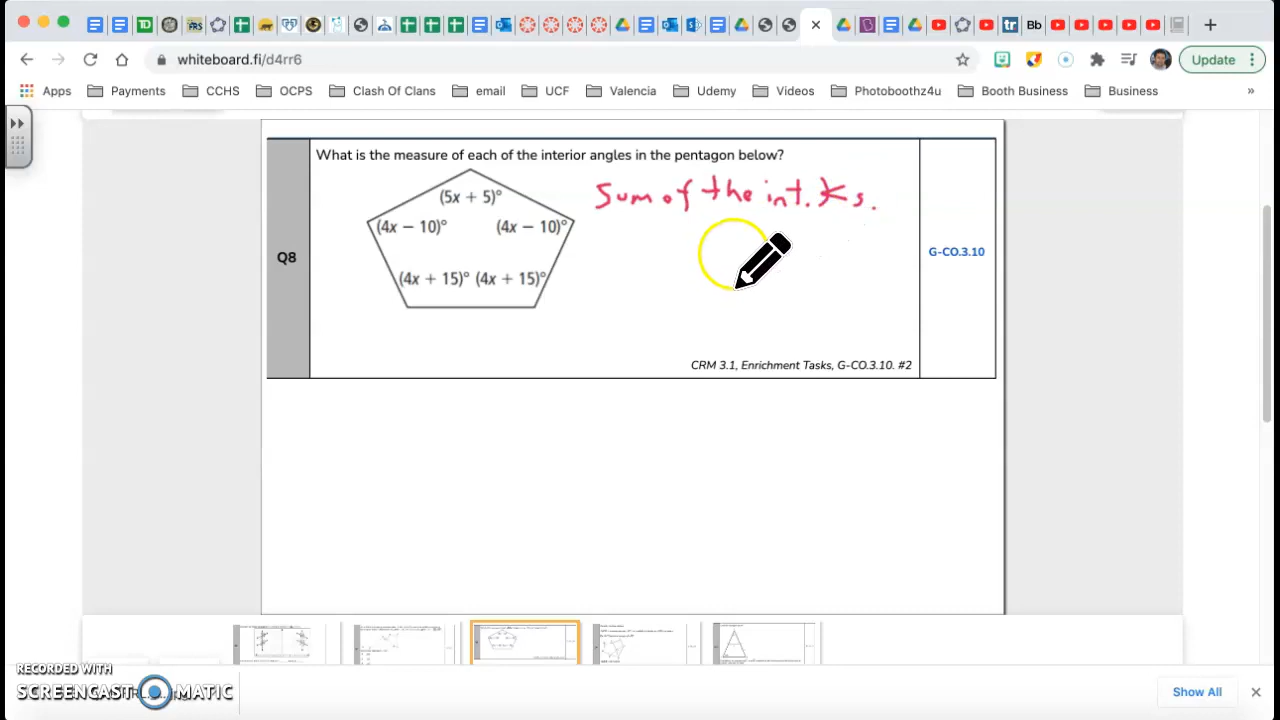 tr
Bb
whiteboard.fi/d4rr6
Update
Apps
Payments
CCHS
OCPS
Clash Of Clans
email
UCF
Valencia
Udemy
Videos
Photoboothz4u
Booth Business
Business
»
What is the measure of each of the interior angles in the pentagon below?
(5x + 5)°
Sum of the int. ∡s.
(4x − 10)° (4x − 10)°
Q8
G-CO.3.10
(4x + 15)° (4x + 15)°
CRM 3.1, Enrichment Tasks, G-CO.3.10. #2
RECORDED WITH
SCREENCAST MATIC
Show All